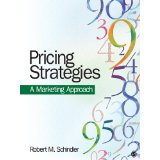 Pricing
Strategies
A Marketing Approach
Robert M. Schindler